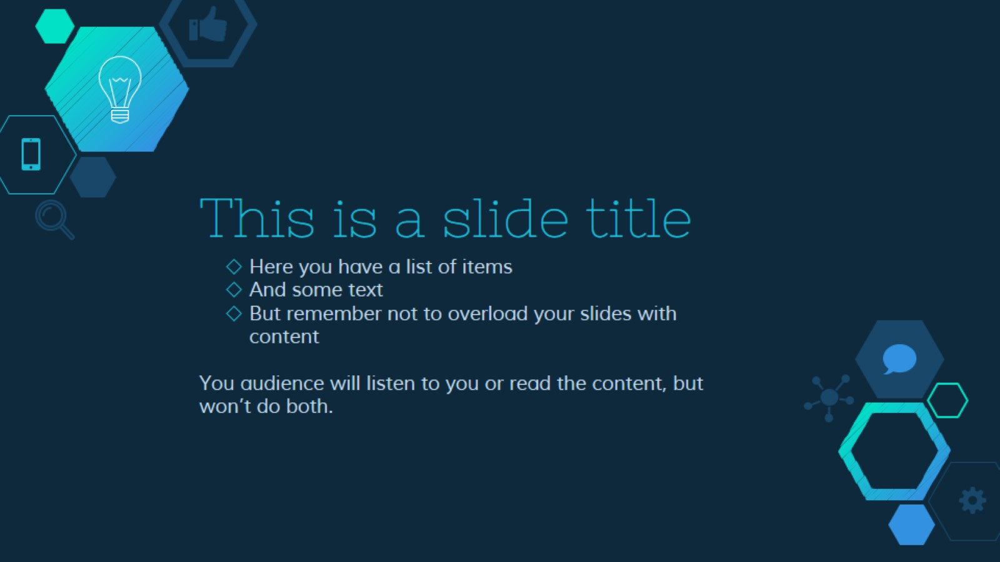 This is a slide title
Here you have a list of items
And some text
But remember not to overload your slides with
content
You audience will listen to you or read the content, but
won’t do both.